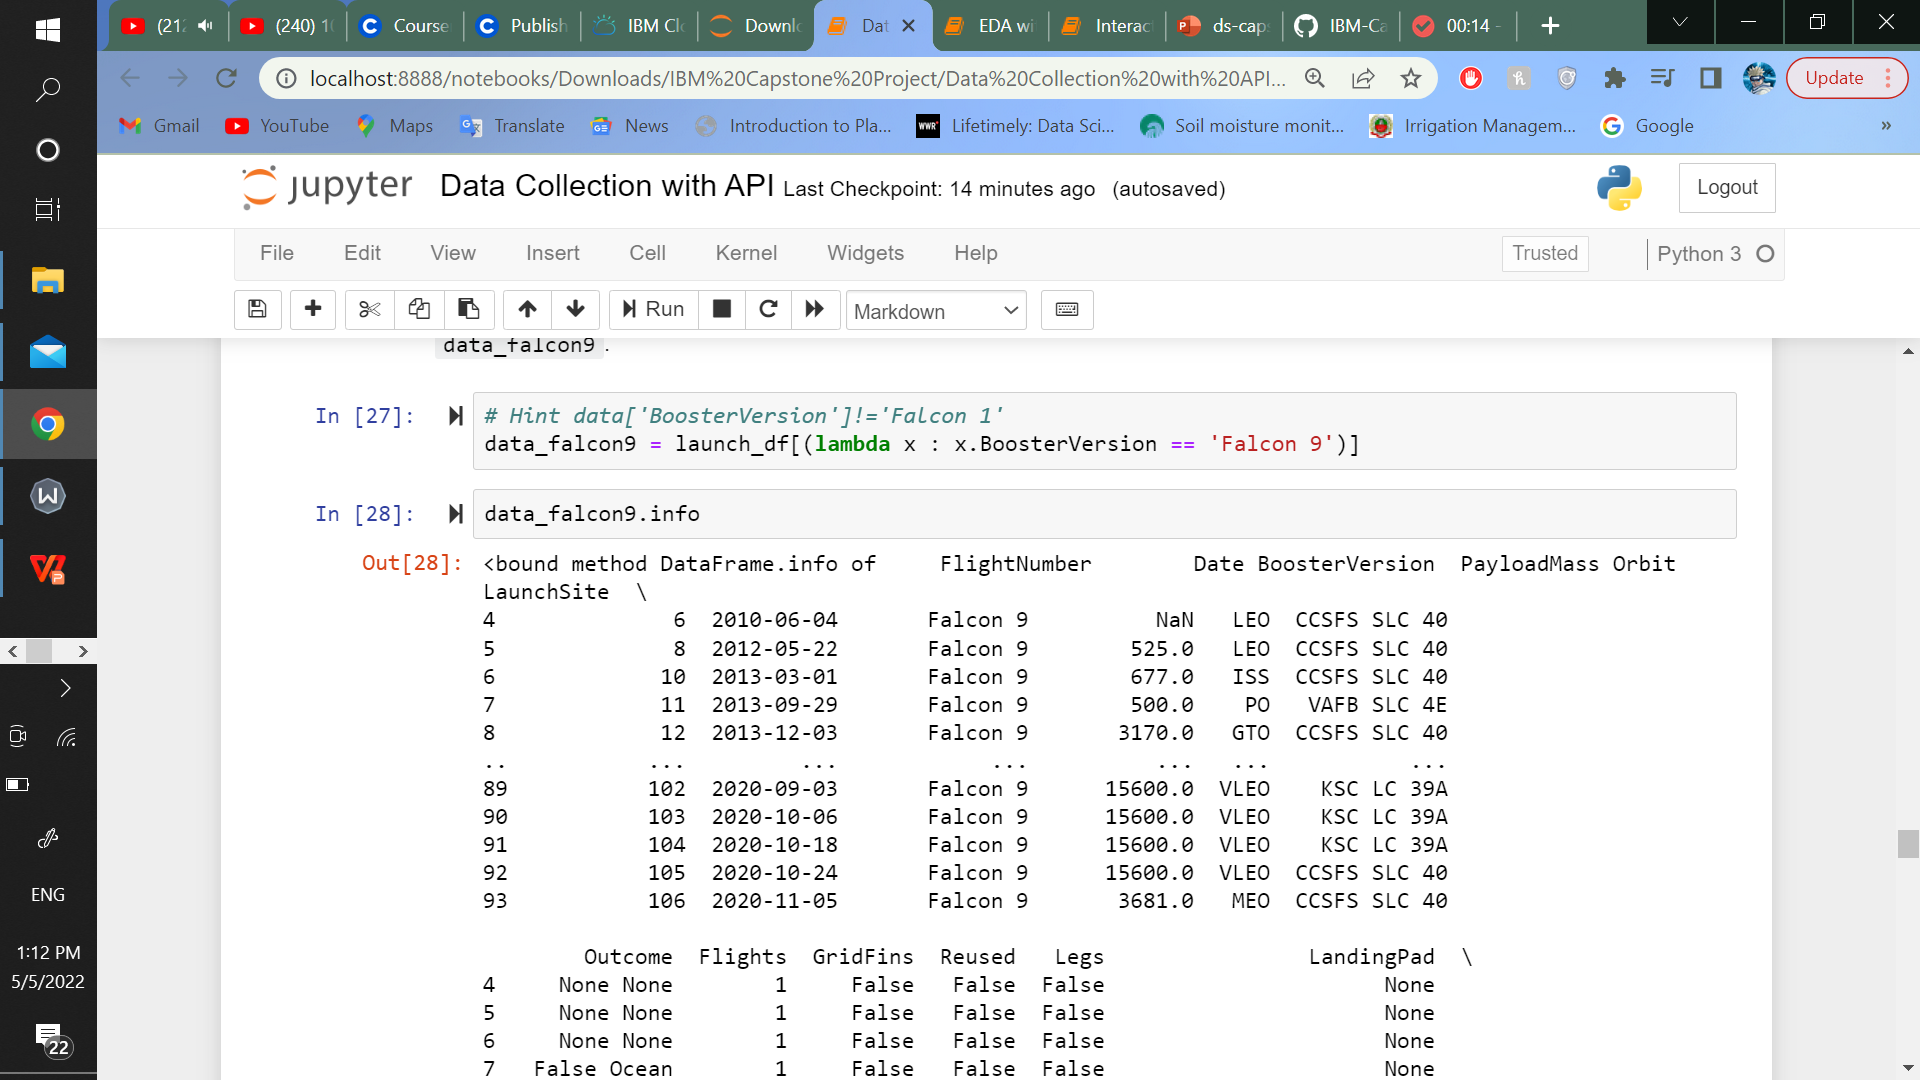 (212
(240) 1(
Course
Publish
IBM Cl
Downl
Dat
EDA wi
Interac
ds-cap
IBM-Ca
00:14 -
localhost:8888/notebooks/Downloads/IBM%20Capstone%20Project/Data%20Collection%20with%20API...
Update
Gmail
YouTube
Maps
Translate
News
Introduction to Pla...
WWR
Lifetimely: Data Sci...
Soil moisture monit...
Irrigation Managem...
Google
»
jupyter Data Collection with API Last Checkpoint: 14 minutes ago (autosaved)
Logout
File Edit View Insert Cell Kernel Widgets Help
Trusted
Python 3
Run
Markdown
data_falcon9 .
In [27]:
# Hint data['BoosterVersion']!='Falcon 1'
data_falcon9 = launch_df[(lambda x : x.BoosterVersion == 'Falcon 9')]
In [28]:
data_falcon9.info
Out[28]:
<bound method DataFrame.info of     FlightNumber        Date BoosterVersion  PayloadMass Orbit
LaunchSite  \
4              6  2010-06-04       Falcon 9          NaN   LEO  CCSFS SLC 40
5              8  2012-05-22       Falcon 9        525.0   LEO  CCSFS SLC 40
6             10  2013-03-01       Falcon 9        677.0   ISS  CCSFS SLC 40
7             11  2013-09-29       Falcon 9        500.0    PO   VAFB SLC 4E
8             12  2013-12-03       Falcon 9       3170.0   GTO  CCSFS SLC 40
..           ...         ...            ...          ...   ...           ...
89           102  2020-09-03       Falcon 9      15600.0  VLEO    KSC LC 39A
90           103  2020-10-06       Falcon 9      15600.0  VLEO    KSC LC 39A
91           104  2020-10-18       Falcon 9      15600.0  VLEO    KSC LC 39A
92           105  2020-10-24       Falcon 9      15600.0  VLEO  CCSFS SLC 40
93           106  2020-11-05       Falcon 9       3681.0   MEO  CCSFS SLC 40
Outcome  Flights  GridFins  Reused   Legs                LandingPad  \
4     None None        1     False   False  False                      None
5     None None        1     False   False  False                      None
6     None None        1     False   False  False                      None
7   False Ocean        1     False   False  False                      None
ENG
1:12 PM
5/5/2022
22